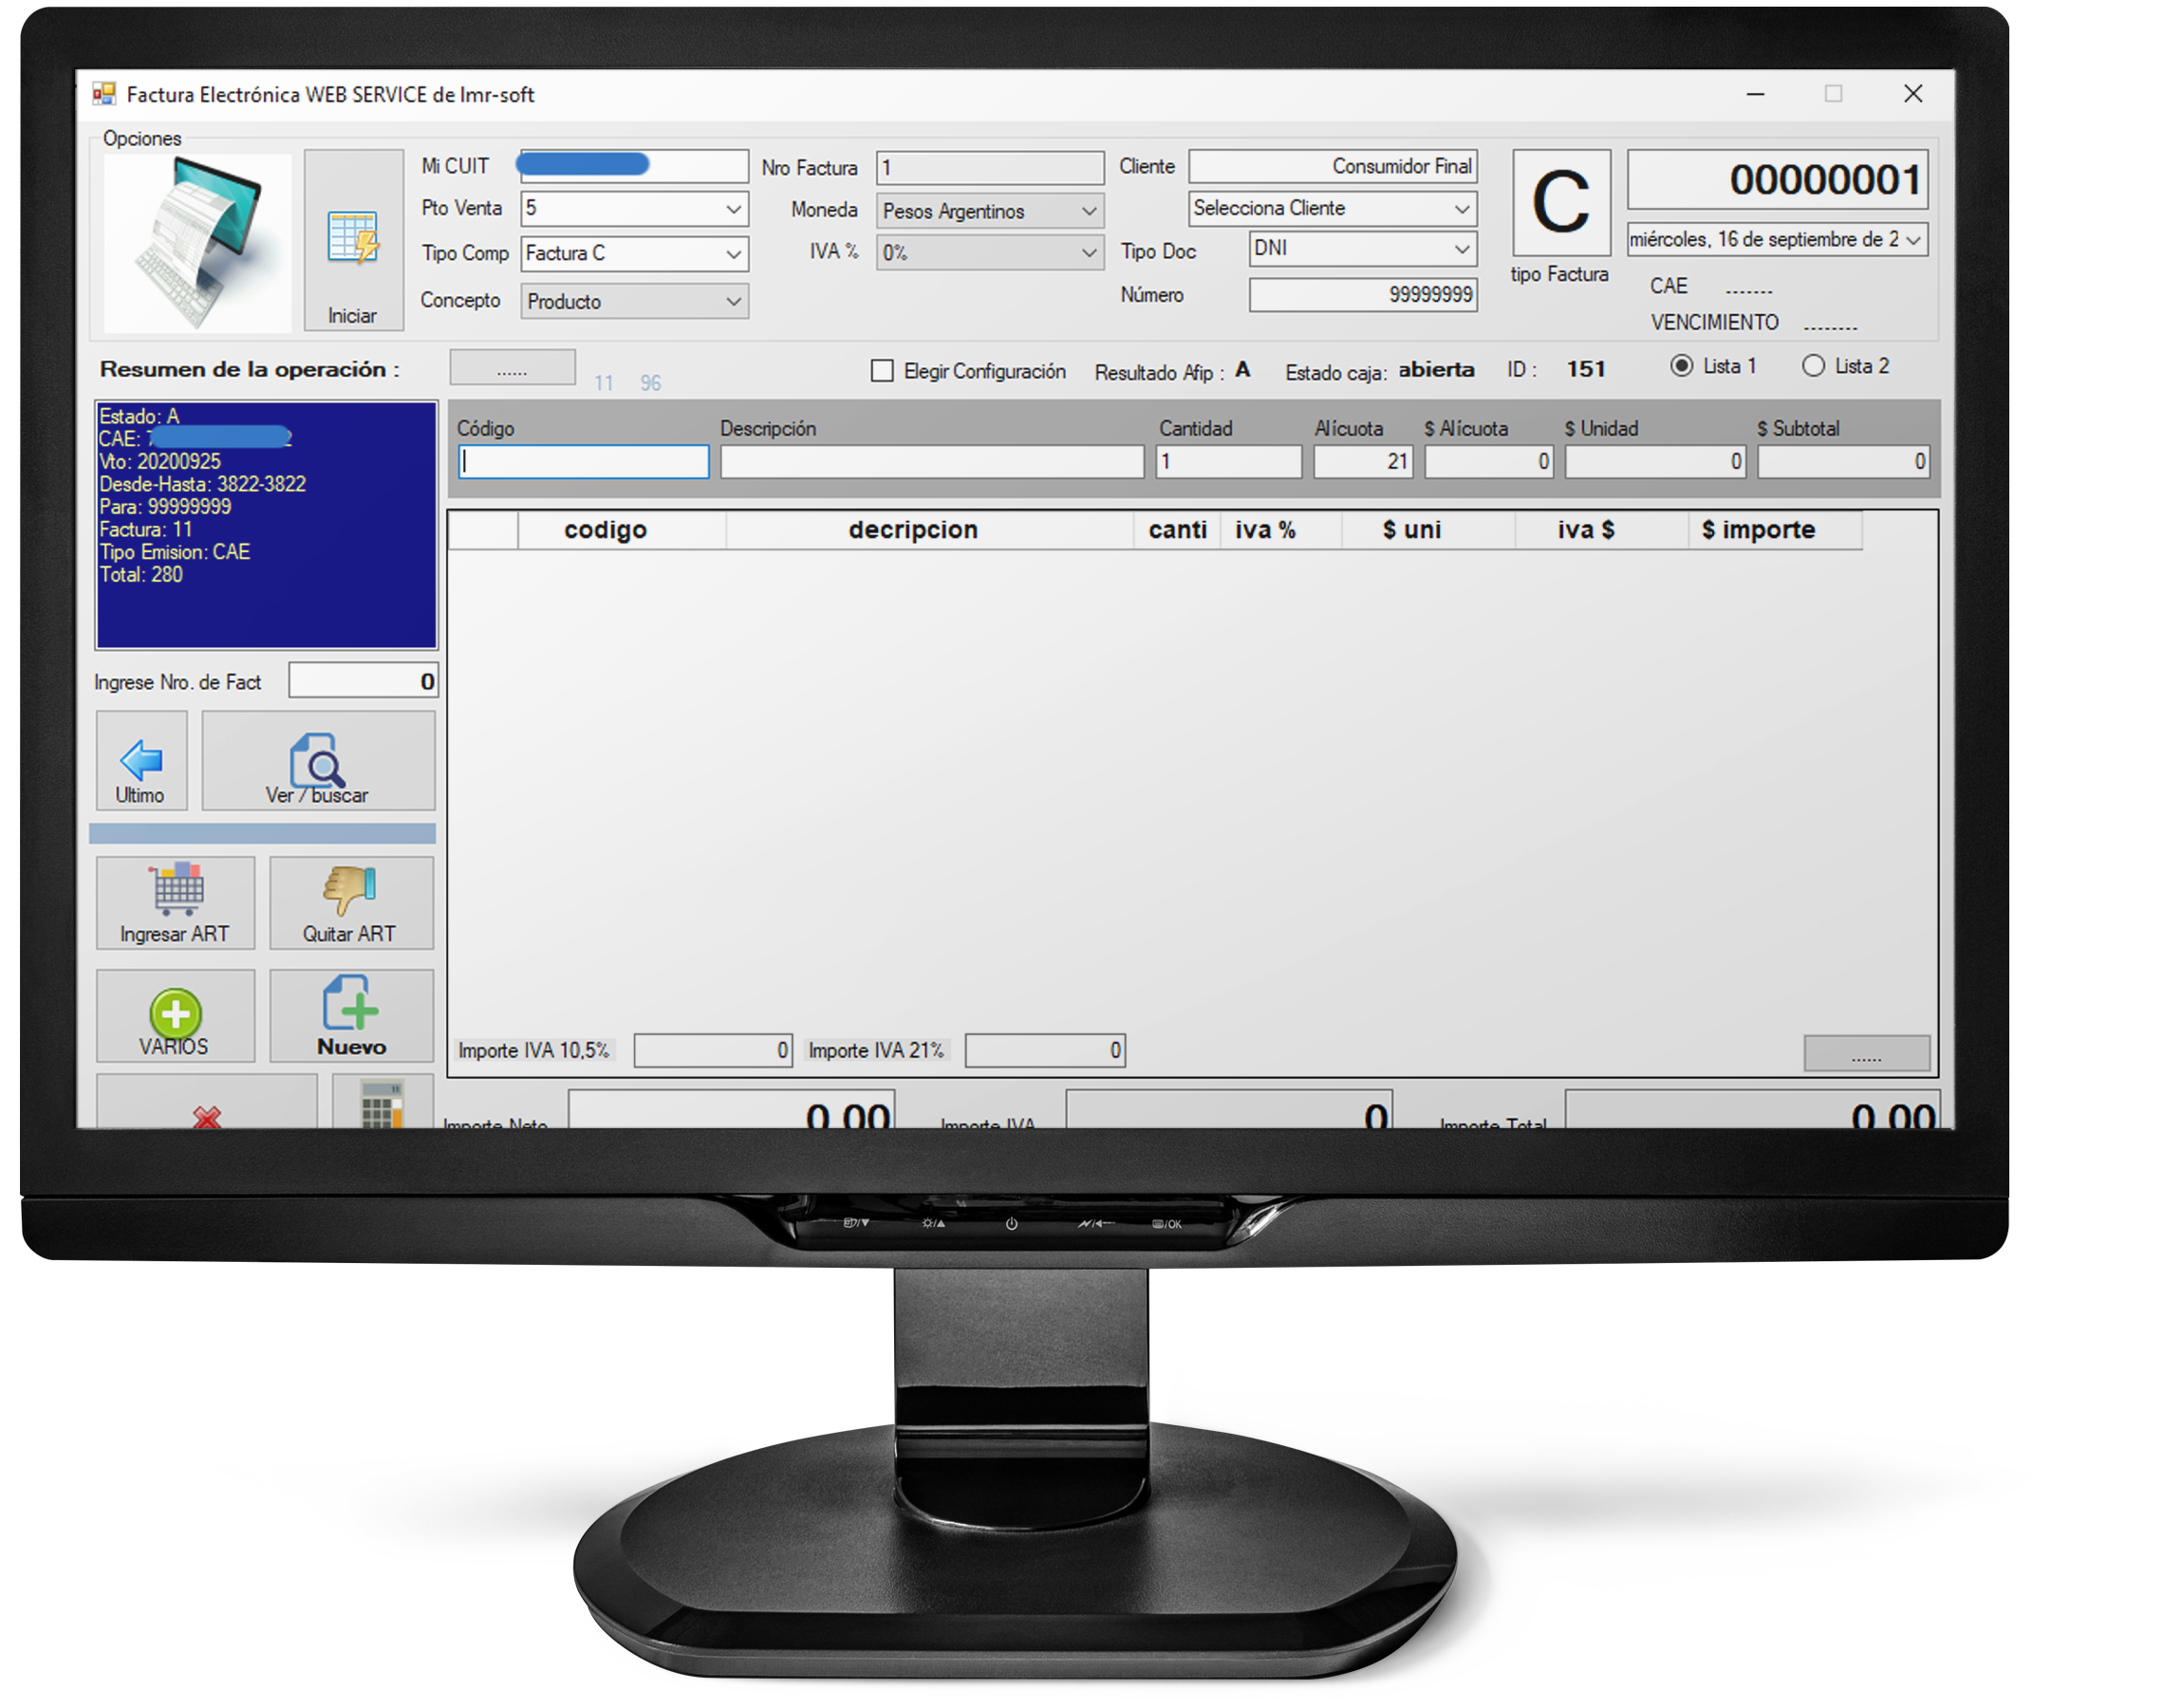 Factura Electrónica WEB SERVICE de lmr-soft
Opciones
Iniciar
Mi CUIT
Pto Venta 5
Tipo Comp Factura C
Concepto Producto
Nro Factura 1
Moneda Pesos Argentinos
IVA % 0%
Cliente Consumidor Final
Selecciona Cliente
Tipo Doc DNI
Número 99999999
C
tipo Factura
00000001
miércoles, 16 de septiembre de 2
CAE .......
VENCIMIENTO ........
Resumen de la operación :
...... 11 96
Elegir Configuración Resultado Afip : A Estado caja: abierta ID : 151 Lista 1 Lista 2
Estado: A
CAE:
Vto: 20200925
Desde-Hasta: 3822-3822
Para: 99999999
Factura: 11
Tipo Emision: CAE
Total: 280
Código Descripción Cantidad Alícuota $ Alícuota $ Unidad $ Subtotal
1 21 0 0 0
codigo decripcion canti iva % $ uni iva $ $ importe
Ingrese Nro. de Fact 0
Ultimo Ver / buscar
Ingresar ART Quitar ART
VARIOS Nuevo
Importe IVA 10,5% 0 Importe IVA 21% 0 ......
Importe Neto 0.00 Importe IVA 0 Importe Total 0.00
/OK